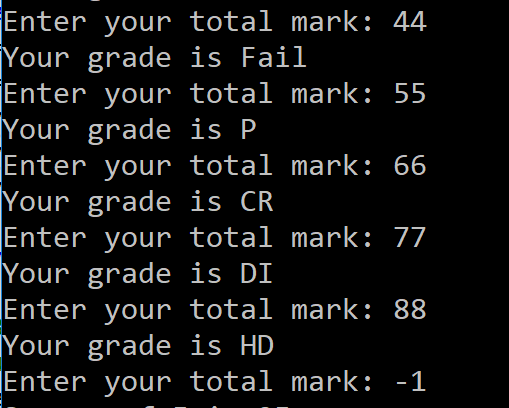 Enter your total mark: 44
Your grade is Fail
Enter your total mark: 55
Your grade is P
Enter your total mark: 66
Your grade is CR
Enter your total mark: 77
Your grade is DI
Enter your total mark: 88
Your grade is HD
Enter your total mark: -1